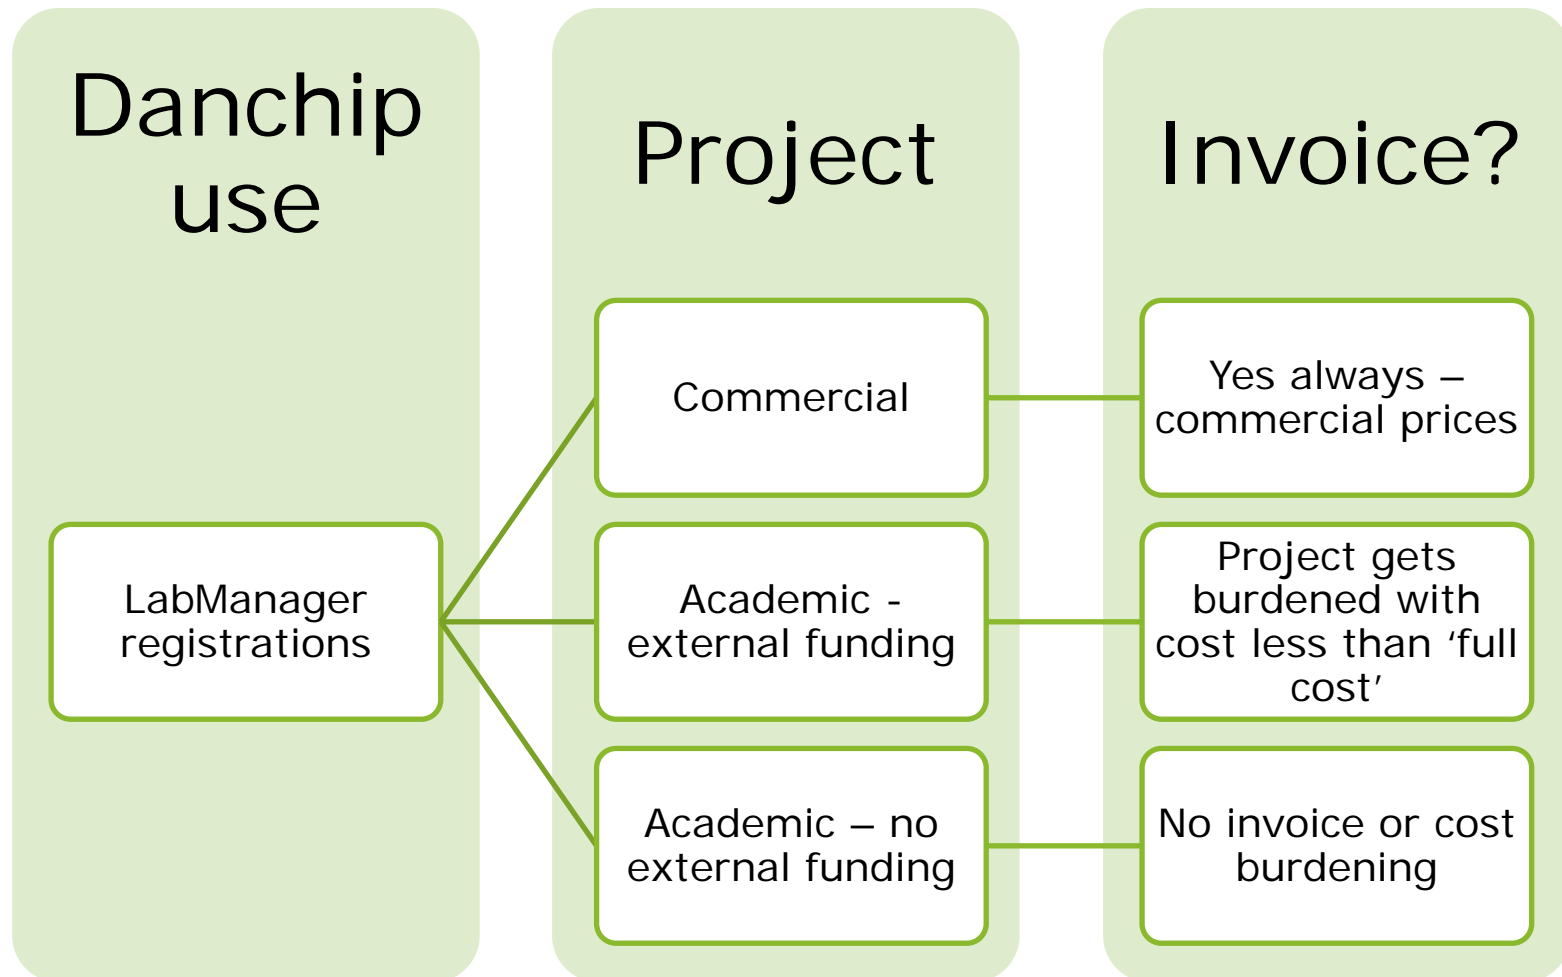 Danchip
use
Project
Invoice?
LabManager
registrations
Commercial
Yes always –
commercial prices
Academic -
external funding
Project gets
burdened with
cost less than ‘full
cost’
Academic – no
external funding
No invoice or cost
burdening